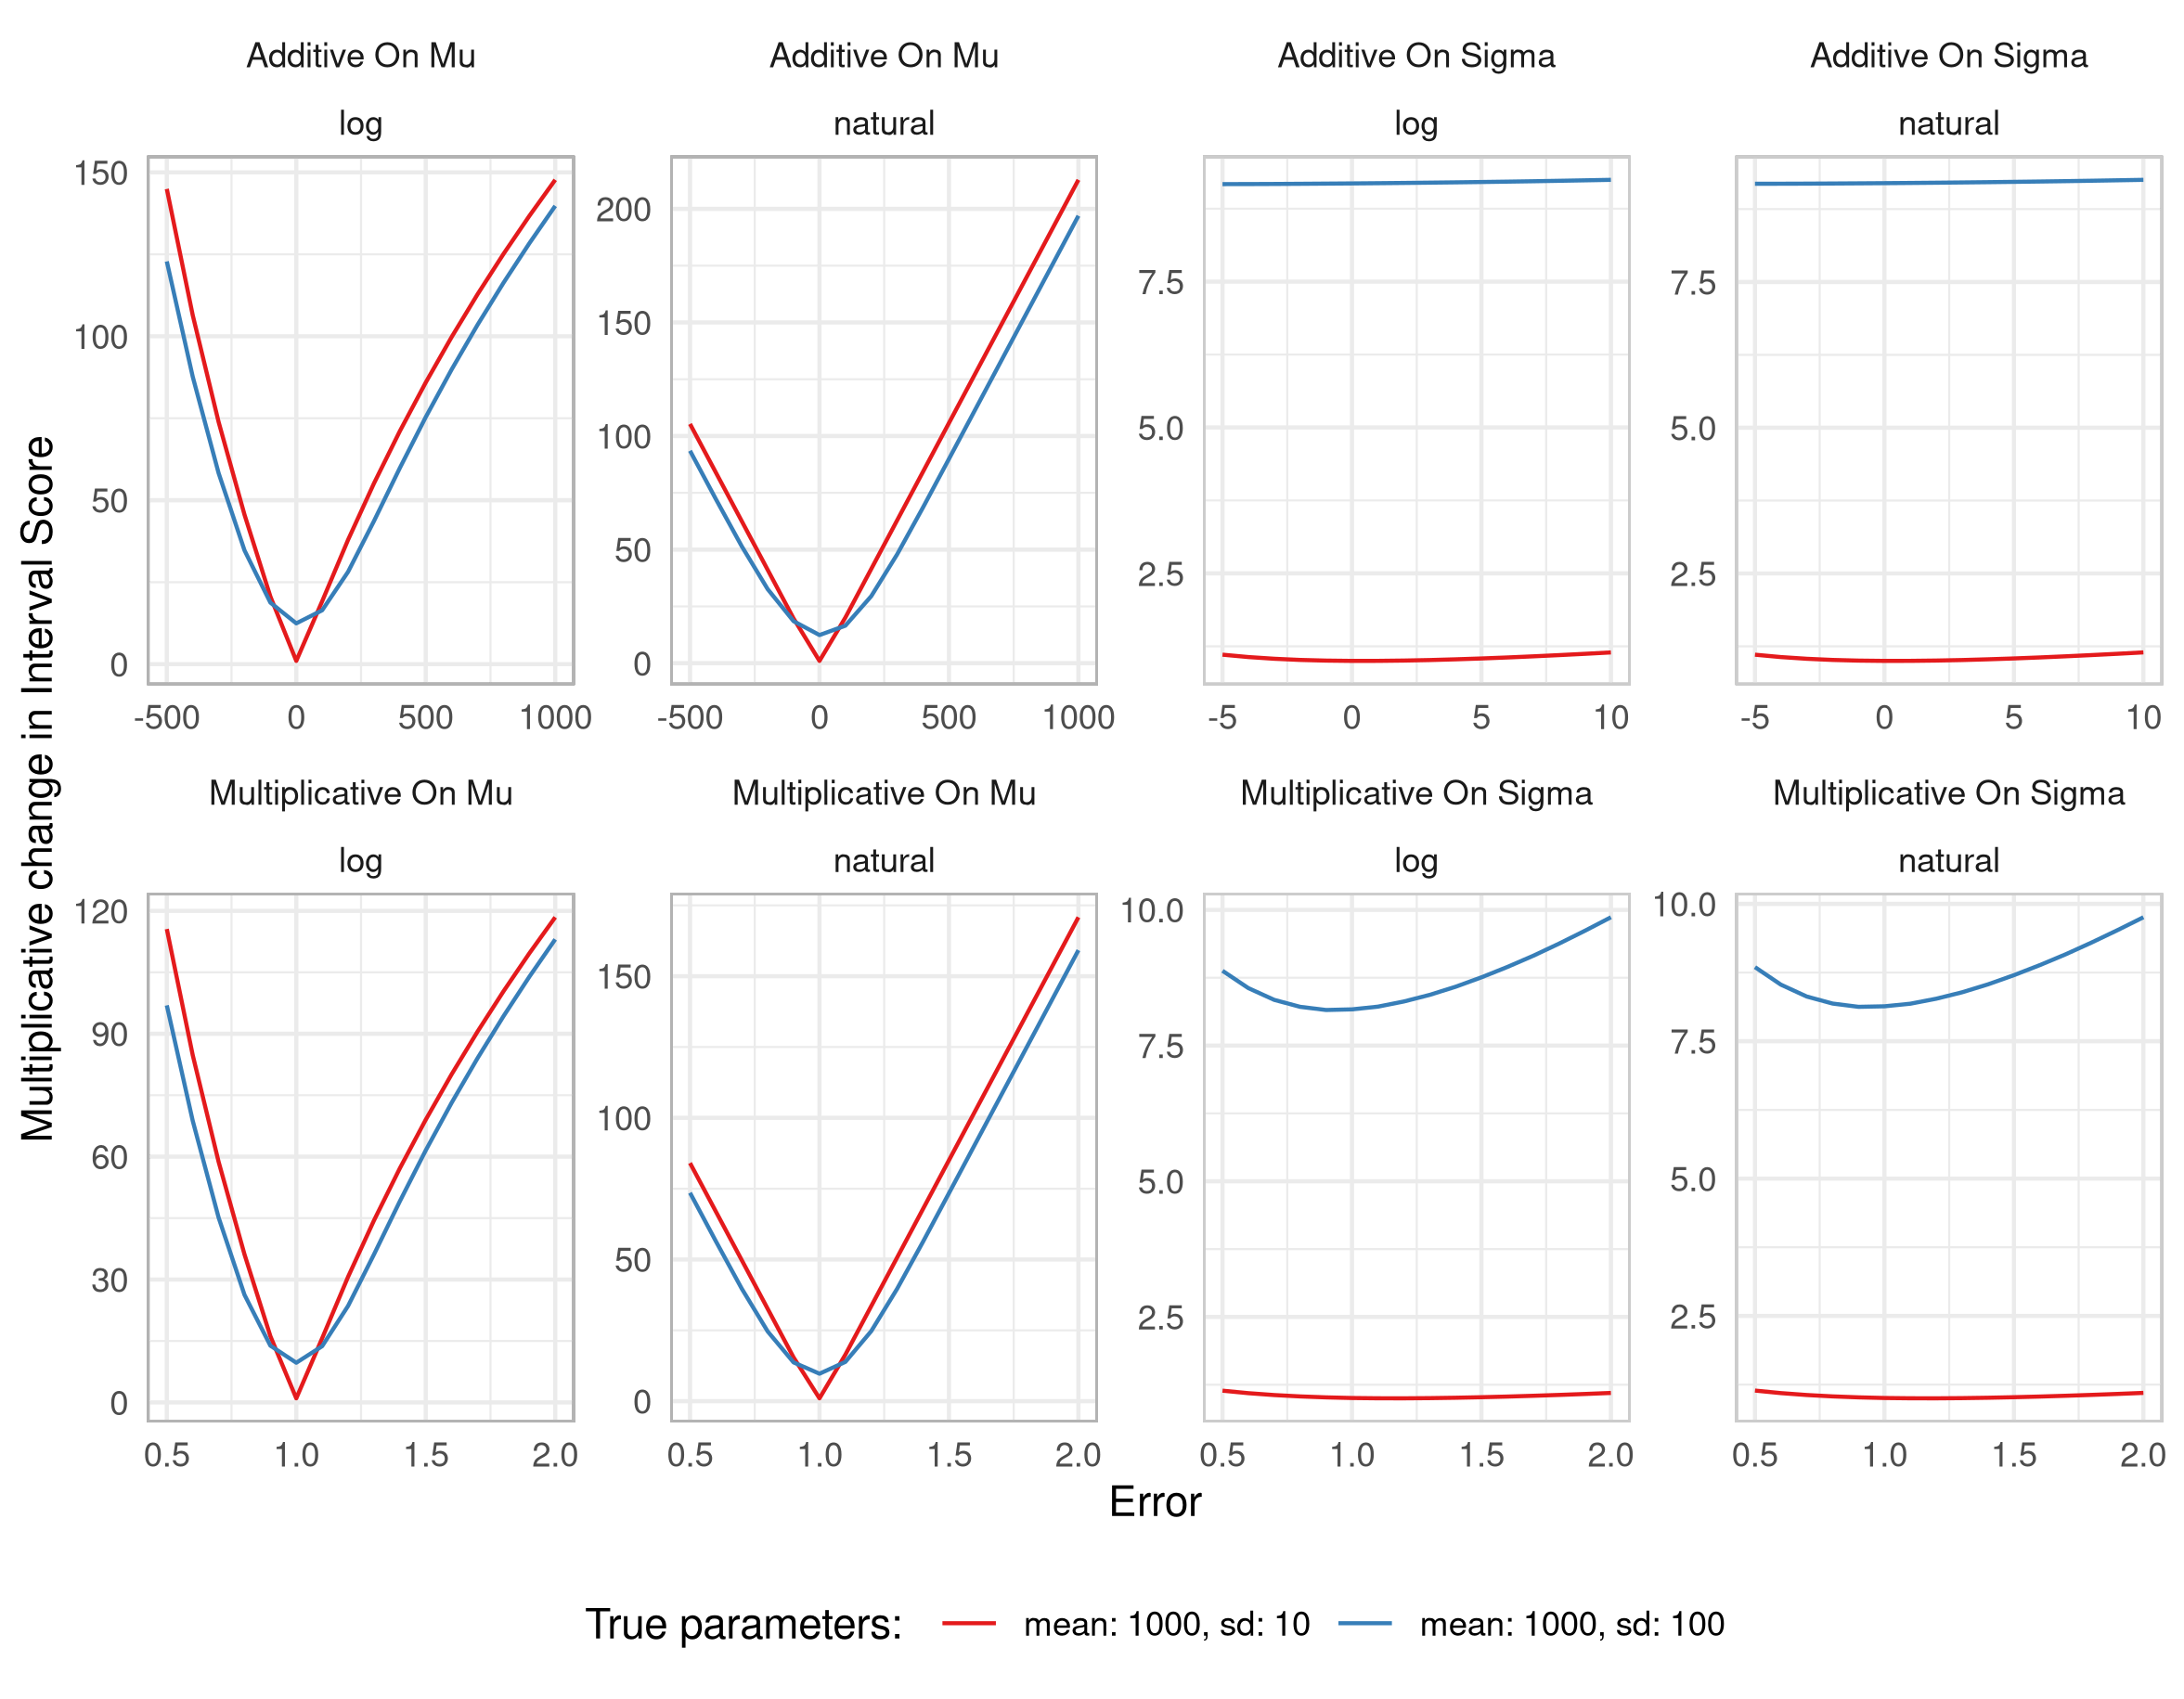 Additive On Mu
Additive On Mu
Additive On Sigma
Additive On Sigma
log
natural
log
natural
150
100
50
0
200
150
100
50
0
7.5
5.0
2.5
7.5
5.0
2.5
-500 0 500 1000
-500 0 500 1000
-5 0 5 10
-5 0 5 10
Multiplicative change in Interval Score
Multiplicative On Mu
Multiplicative On Mu
Multiplicative On Sigma
Multiplicative On Sigma
log
natural
log
natural
120
90
60
30
0
150
100
50
0
10.0
7.5
5.0
2.5
10.0
7.5
5.0
2.5
0.5 1.0 1.5 2.0
0.5 1.0 1.5 2.0
0.5 1.0 1.5 2.0
0.5 1.0 1.5 2.0
Error
True parameters: mean: 1000, sd: 10 mean: 1000, sd: 100